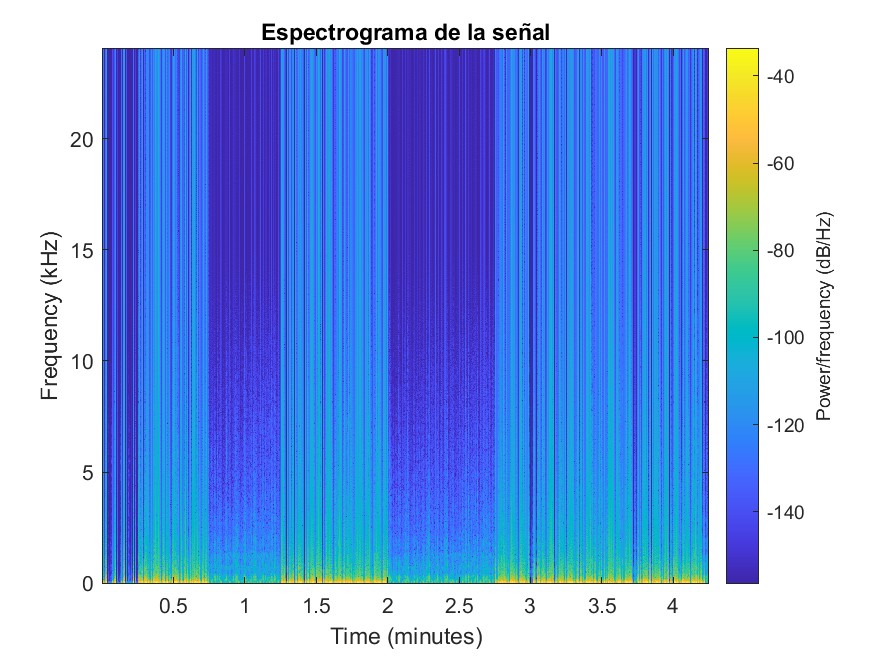 Espectrograma de la señal
20
15
10
5
0
Frequency (kHz)
0.5 1 1.5 2 2.5 3 3.5 4
Time (minutes)
-40
-60
-80
-100
-120
-140
Power/frequency (dB/Hz)